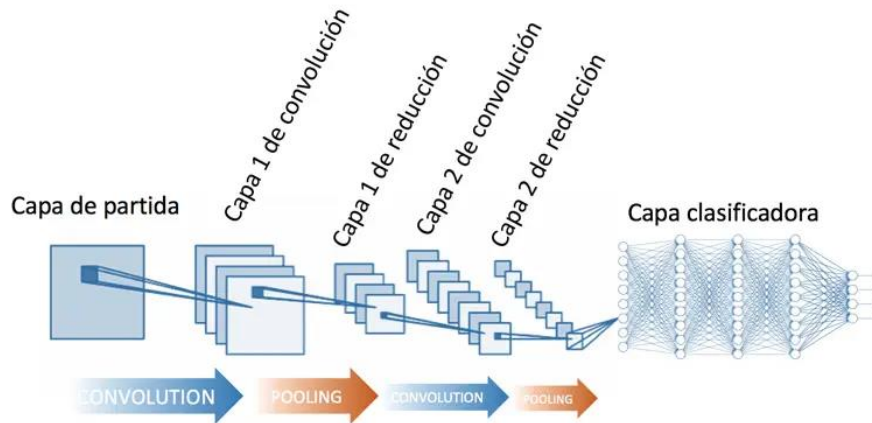 Capa de partida
Capa 1 de convolución
Capa 1 de reducción
Capa 2 de convolución
Capa 2 de reducción
Capa clasificadora
CONVOLUTION
POOLING
CONVOLUTION
POOLING